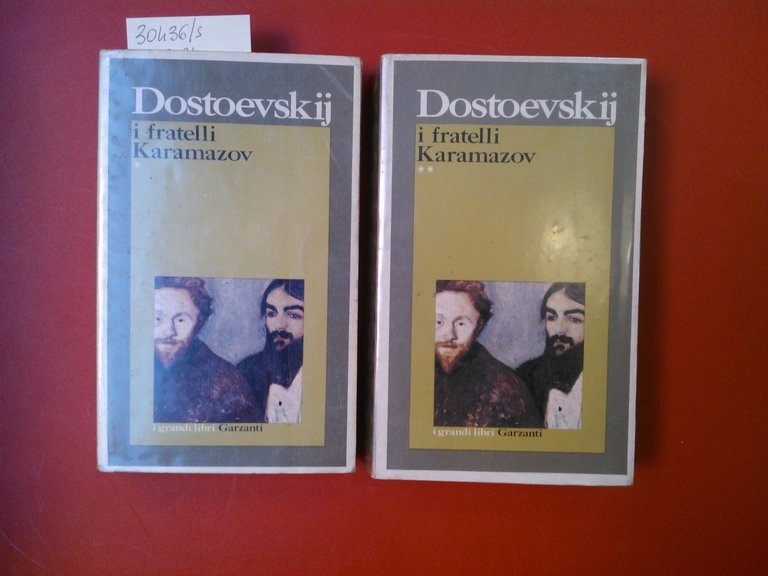 30436/s
Dostoevskij
i fratelli
Karamazov
*
i grandi libri Garzanti
Dostoevskij
i fratelli
Karamazov
**
i grandi libri Garzanti